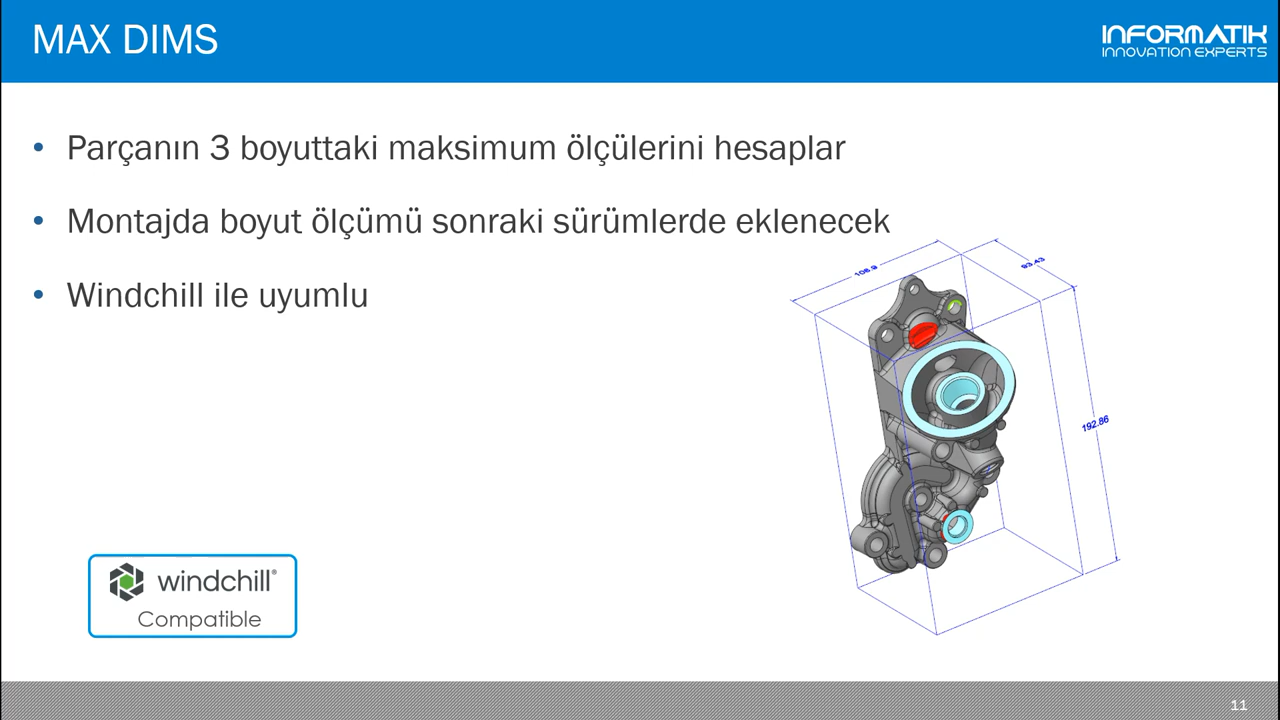 MAX DIMS
INFORMATIK
INNOVATION EXPERTS
• Parçanın 3 boyuttaki maksimum ölçülerini hesaplar
• Montajda boyut ölçümü sonraki sürümlerde eklenecek
• Windchill ile uyumlu
106.9
93.43
192.86
windchill®
Compatible
11